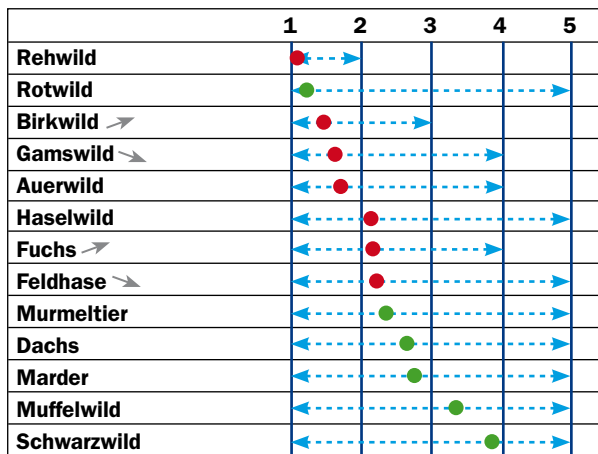 1 2 3 4 5
Rehwild
Rotwild
Birkwild
Gamswild
Auerwild
Haselwild
Fuchs
Feldhase
Murmeltier
Dachs
Marder
Muffelwild
Schwarzwild